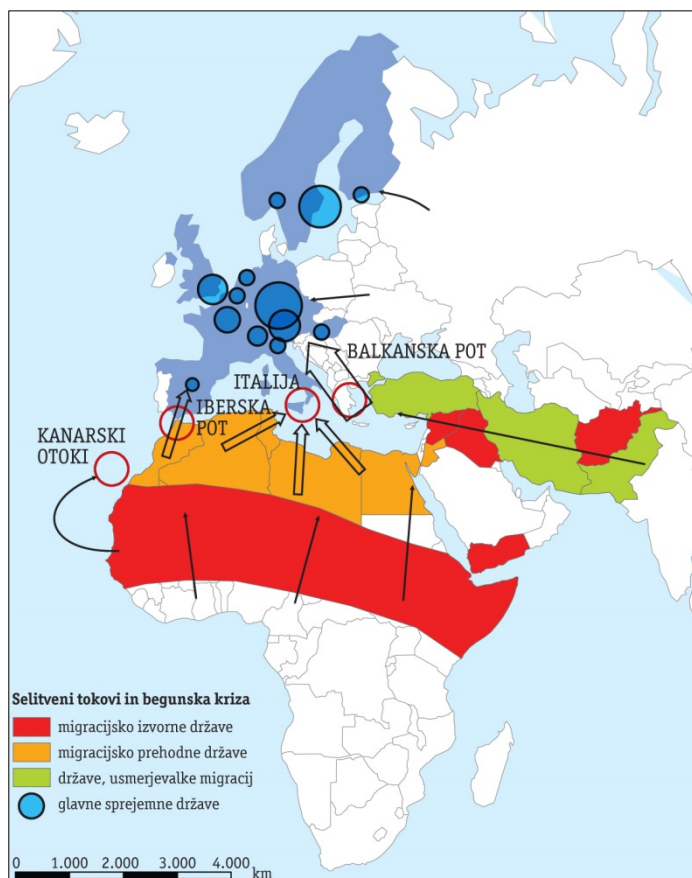 BALKANSKA POT
ITALIJA
IBERSKA
POT
KANARSKI
OTOKI
Selitveni tokovi in begunska kriza
migracijsko izvorne države
migracijsko prehodne države
države, usmerjevalke migracij
glavne sprejemne države
0 1.000 2.000 3.000 4.000
km